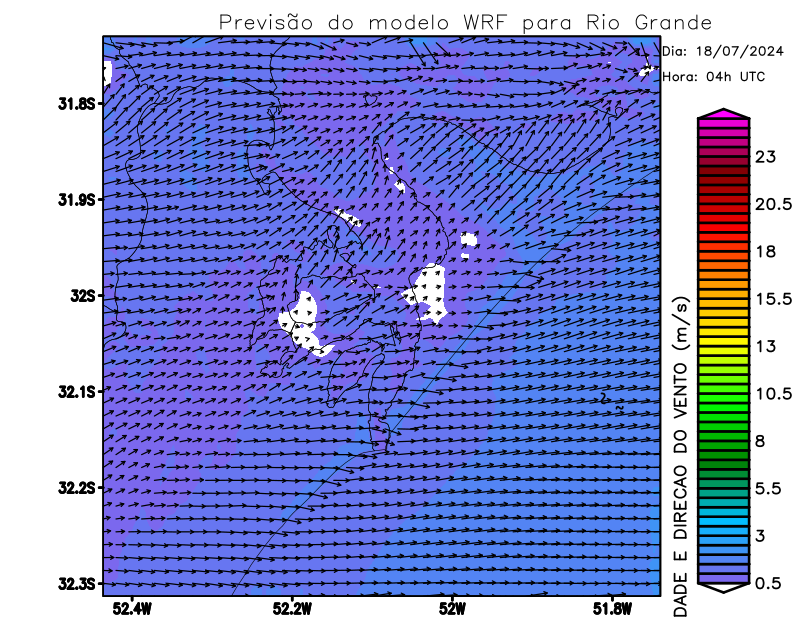 Previsão do modelo WRF para Rio Grande
Dia: 18/07/2024
Hora: 04h UTC
31.8S
31.9S
32S
32.1S
32.2S
32.3S
52.4W
52.2W
52W
51.8W
23
20.5
18
15.5
13
10.5
8
5.5
3
0.5
DADE E DIRECAO DO VENTO (m/s)